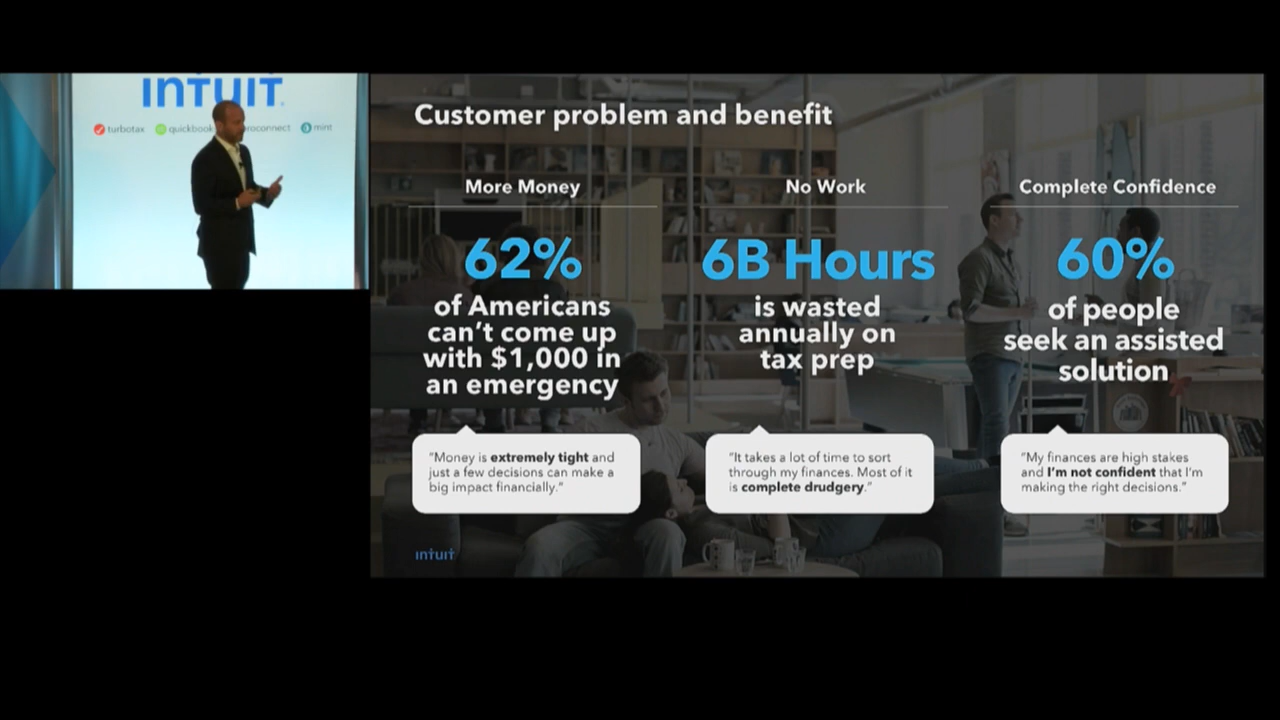 intuit
turbotax quickbook roconnect mint
Customer problem and benefit
More Money
62%
of Americans
can't come up
with $1,000 in
an emergency
"Money is extremely tight and
just a few decisions can make a
big impact financially."
No Work
6B Hours
is wasted
annually on
tax prep
"It takes a lot of time to sort
through my finances. Most of it
is complete drudgery."
Complete Confidence
60%
of people
seek an assisted
solution
"My finances are high stakes
and I'm not confident that I'm
making the right decisions."
intuit